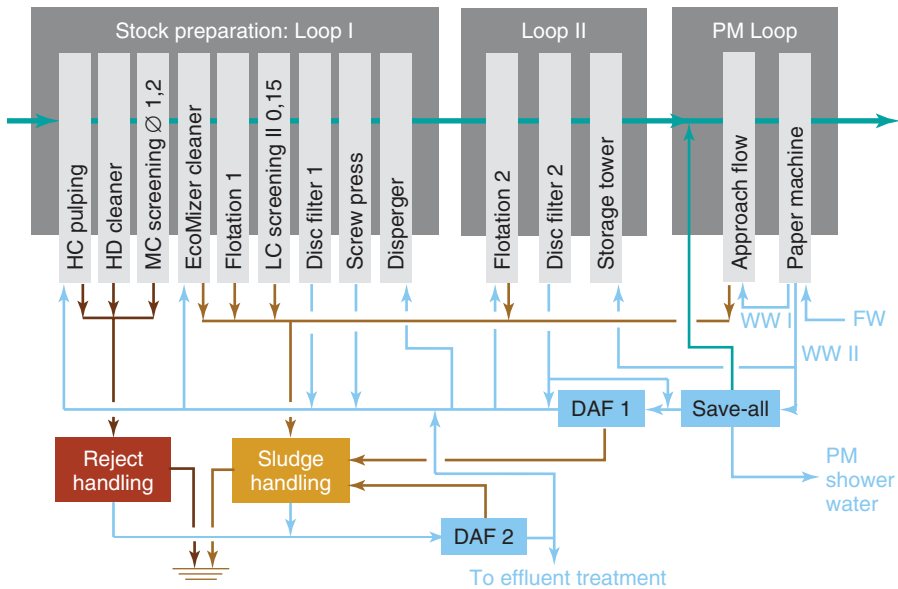 Stock preparation: Loop I
Loop II
PM Loop
HC pulping
HD cleaner
MC screening Ø 1,2
EcoMizer cleaner
Flotation 1
LC screening II 0,15
Disc filter 1
Screw press
Disperger
Flotation 2
Disc filter 2
Storage tower
Approach flow
Paper machine
WW I
FW
WW II
DAF 1
Save-all
Reject
handling
Sludge
handling
PM
shower
water
DAF 2
To effluent treatment